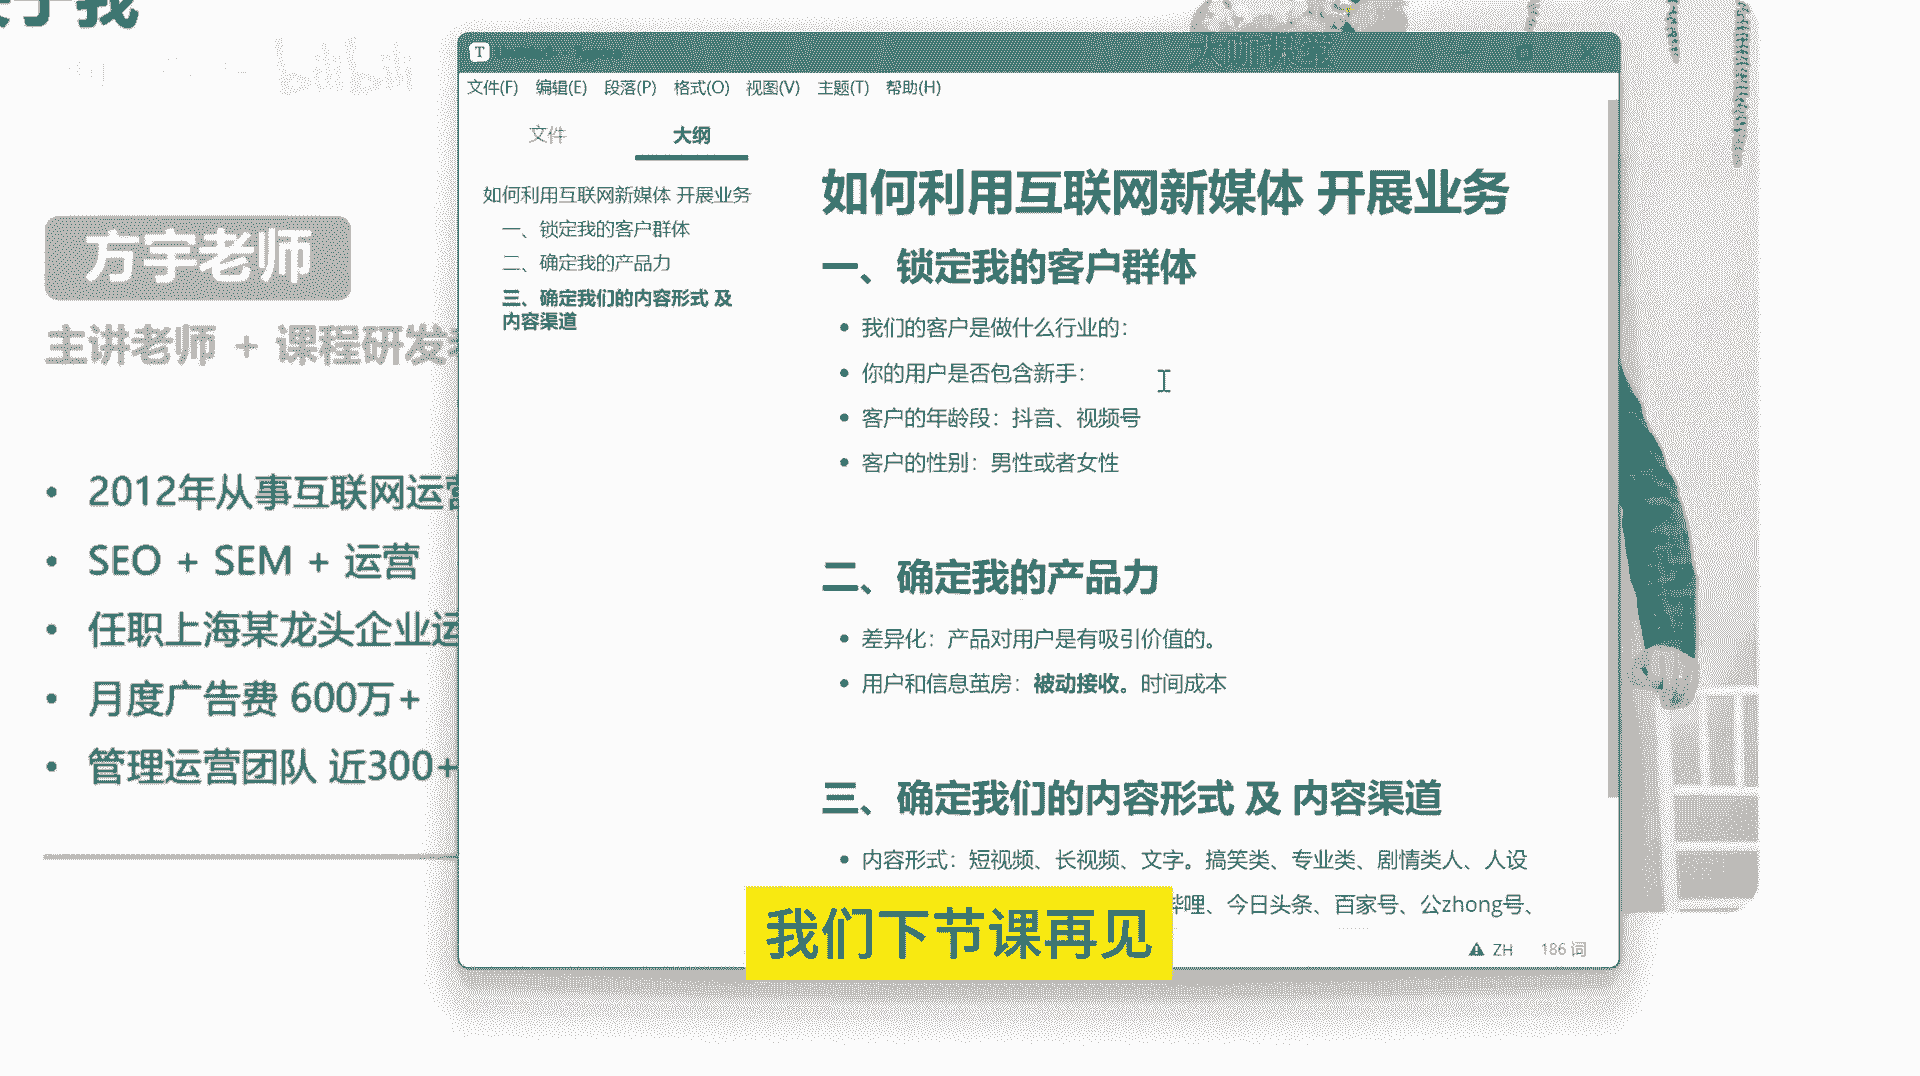 关于我
bilibili
方宇老师
主讲老师 + 课程研发
• 2012年从事互联网运营
• SEO + SEM + 运营
• 任职上海某龙头企业运
• 月度广告费 600万+
• 管理运营团队 近300+
T
文件(F) 编辑(E) 段落(P) 格式(O) 视图(V) 主题(T) 帮助(H)
文件 大纲
如何利用互联网新媒体 开展业务
一、锁定我的客户群体
二、确定我的产品力
三、确定我们的内容形式 及
内容渠道
如何利用互联网新媒体 开展业务
一、锁定我的客户群体
• 我们的客户是做什么行业的：
• 你的用户是否包含新手：
• 客户的年龄段：抖音、视频号
• 客户的性别：男性或者女性
二、确定我的产品力
• 差异化：产品对用户是有吸引价值的。
• 用户和信息茧房：被动接收。时间成本
三、确定我们的内容形式 及 内容渠道
• 内容形式：短视频、长视频、文字。搞笑类、专业类、剧情类人、人设
哔哩、今日头条、百家号、公zhong号、
ZH 186 词
我们下节课再见